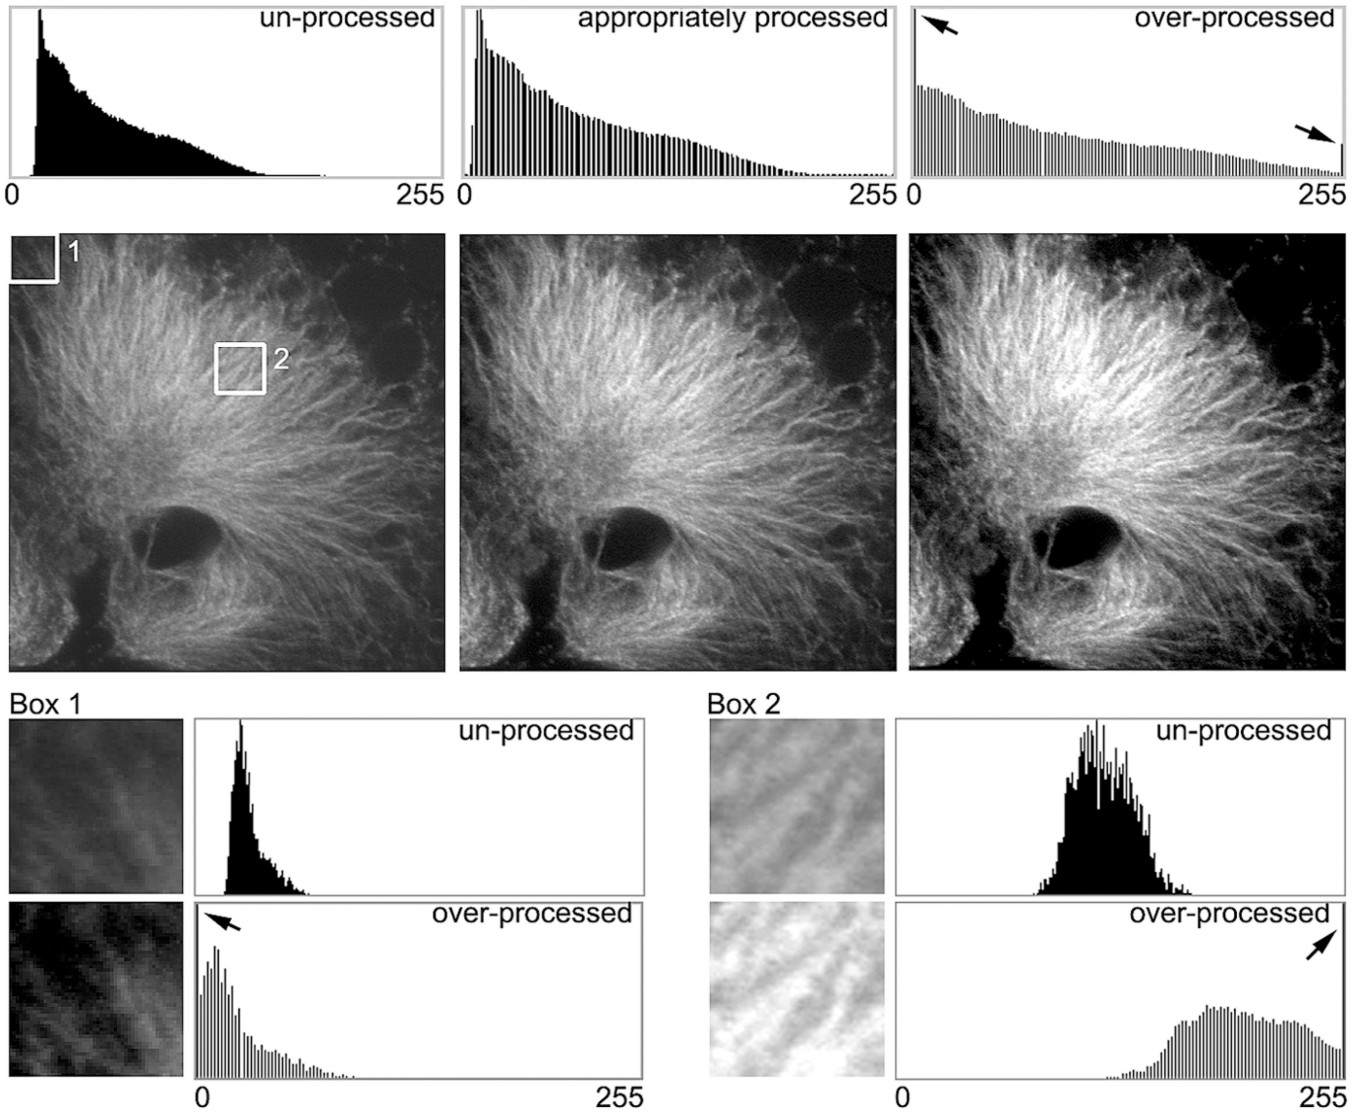 un-processed
appropriately processed
over-processed
0 255
0 255
0 255
1
2
Box 1
un-processed
over-processed
0 255
Box 2
un-processed
over-processed
0 255